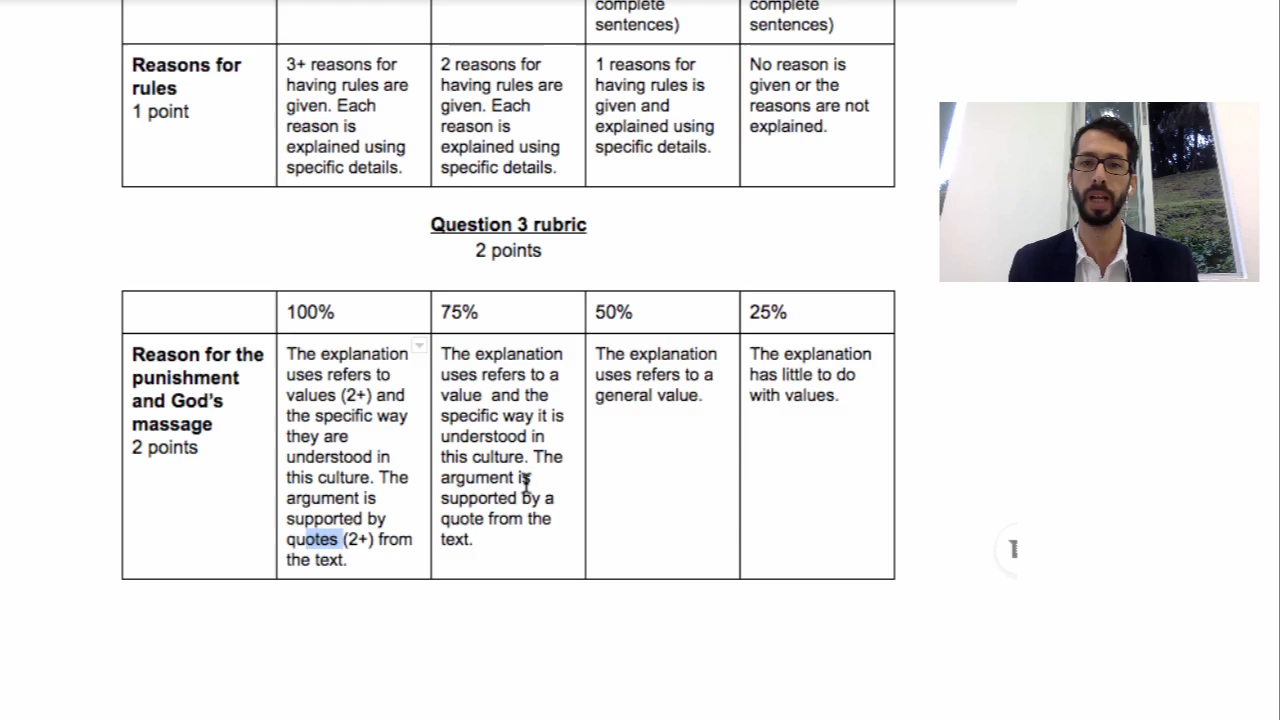 complete
sentences)
complete
sentences)
Reasons for
rules
1 point
3+ reasons for
having rules are
given. Each
reason is
explained using
specific details.
2 reasons for
having rules are
given. Each
reason is
explained using
specific details.
1 reasons for
having rules is
given and
explained using
specific details.
No reason is
given or the
reasons are not
explained.
Question 3 rubric
2 points
100%
75%
50%
25%
Reason for the
punishment
and God's
massage
2 points
The explanation
uses refers to
values (2+) and
the specific way
they are
understood in
this culture. The
argument is
supported by
quotes (2+) from
the text.
The explanation
uses refers to a
value and the
specific way it is
understood in
this culture. The
argument is
supported by a
quote from the
text.
The explanation
uses refers to a
general value.
The explanation
has little to do
with values.